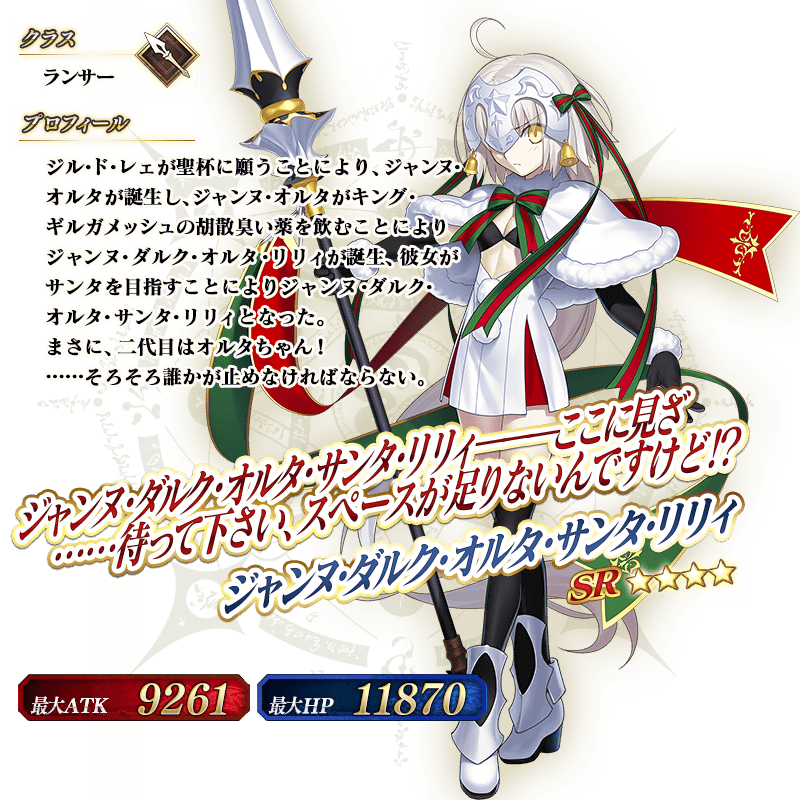 クラス
ランサー
プロフィール
ジル・ド・レェが聖杯に願うことにより、ジャンヌ・
オルタが誕生し、ジャンヌ・オルタがキング・
ギルガメッシュの胡散臭い薬を飲むことにより
ジャンヌ・ダルク・オルタ・リリィが誕生、彼女が
サンタを目指すことによりジャンヌ・ダルク・
オルタ・サンタ・リリィとなった。
まさに、二代目はオルタちゃん！
……そろそろ誰かが止めなければならない。
ジャンヌ・ダルク・オルタ・サンタ・リリィ――ここに見ざ
……待って下さい、スペースが足りないんですけど!?
ジャンヌ・ダルク・オルタ・サンタ・リリィ
SR ☆☆☆☆
最大ATK 9261
最大HP 11870